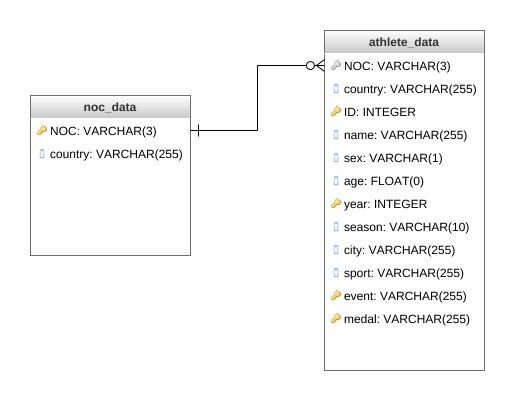 athlete_data
NOC: VARCHAR(3)
country: VARCHAR(255)
ID: INTEGER
name: VARCHAR(255)
sex: VARCHAR(1)
age: FLOAT(0)
year: INTEGER
season: VARCHAR(10)
city: VARCHAR(255)
sport: VARCHAR(255)
event: VARCHAR(255)
medal: VARCHAR(255)
noc_data
NOC: VARCHAR(3)
country: VARCHAR(255)